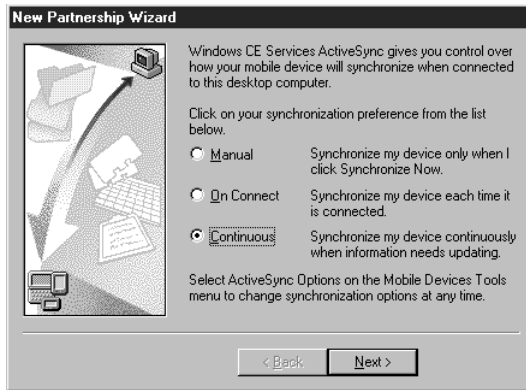 New Partnership Wizard
Windows CE Services ActiveSync gives you control over
how your mobile device will synchronize when connected
to this desktop computer.
Click on your synchronization preference from the list
below.
Manual Synchronize my device only when I
click Synchronize Now.
On Connect Synchronize my device each time it
is connected.
Continuous Synchronize my device continuously
when information needs updating.
Select ActiveSync Options on the Mobile Devices Tools
menu to change synchronization options at any time.
< Back Next >